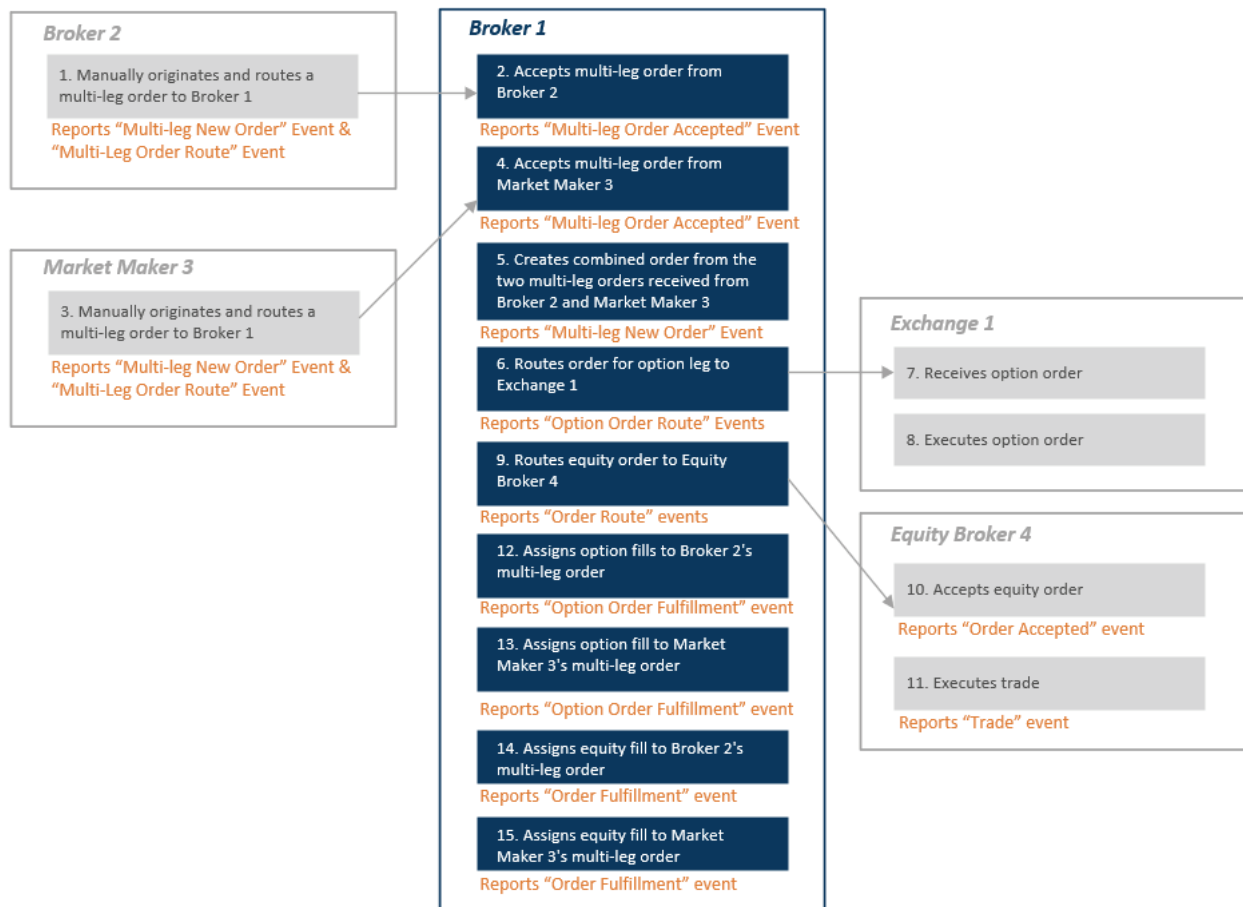 Broker 2
1. Manually originates and routes a
multi-leg order to Broker 1
Reports “Multi-leg New Order” Event &
“Multi-Leg Order Route” Event
Market Maker 3
3. Manually originates and routes a
multi-leg order to Broker 1
Reports “Multi-leg New Order” Event &
“Multi-Leg Order Route” Event
Broker 1
2. Accepts multi-leg order from
Broker 2
Reports “Multi-leg Order Accepted” Event
4. Accepts multi-leg order from
Market Maker 3
Reports “Multi-leg Order Accepted” Event
5. Creates combined order from the
two multi-leg orders received from
Broker 2 and Market Maker 3
Reports “Multi-leg New Order” Event
6. Routes order for option leg to
Exchange 1
Reports “Option Order Route” Events
9. Routes equity order to Equity
Broker 4
Reports “Order Route” events
12. Assigns option fills to Broker 2's
multi-leg order
Reports “Option Order Fulfillment” event
13. Assigns option fill to Market
Maker 3's multi-leg order
Reports “Option Order Fulfillment” event
14. Assigns equity fill to Broker 2's
multi-leg order
Reports “Order Fulfillment” event
15. Assigns equity fill to Market
Maker 3's multi-leg order
Reports “Order Fulfillment” event
Exchange 1
7. Receives option order
8. Executes option order
Equity Broker 4
10. Accepts equity order
Reports “Order Accepted” event
11. Executes trade
Reports “Trade” event